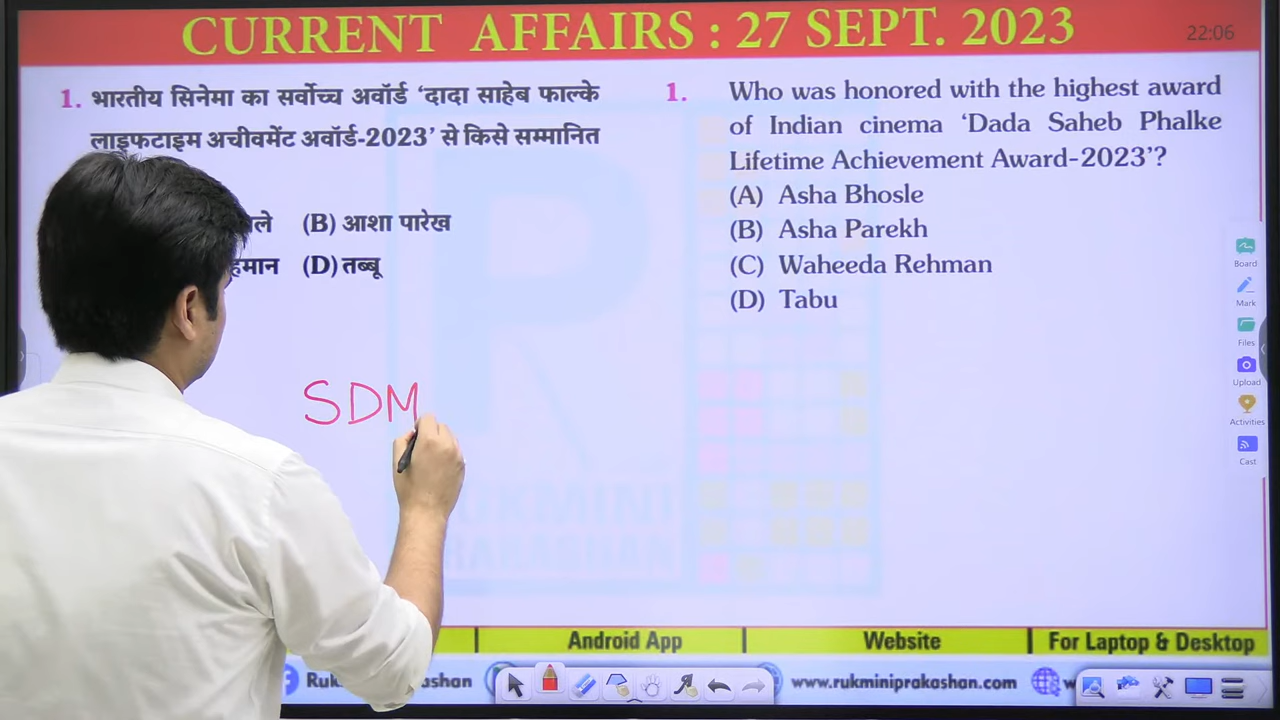 CURRENT AFFAIRS : 27 SEPT. 2023
22:06
1. भारतीय सिनेमा का सर्वोच्च अवॉर्ड ‘दादा साहेब फाल्के
लाइफटाइम अचीवमेंट अवॉर्ड-2023’ से किसे सम्मानित
(B) आशा पारेख
(D) तब्बू
SDM
1. Who was honored with the highest award
of Indian cinema ‘Dada Saheb Phalke
Lifetime Achievement Award-2023’?
(A) Asha Bhosle
(B) Asha Parekh
(C) Waheeda Rehman
(D) Tabu
Board
Mark
Files
Upload
Activities
Cast
RUKMINI
PRAKASHAN
Android App
Website
For Laptop & Desktop
www.rukminiprakashan.com